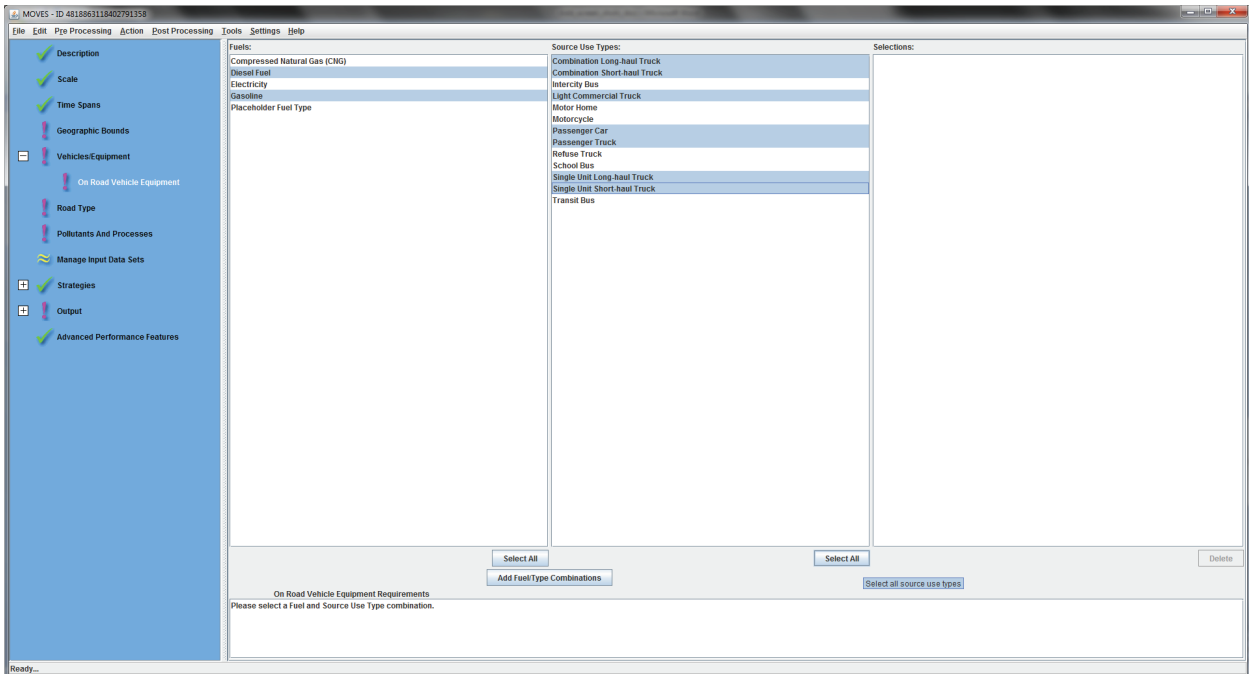 MOVES - ID 4818863118402791358
File Edit Pre Processing Action Post Processing Tools Settings Help
Description
Scale
Time Spans
Geographic Bounds
Vehicles/Equipment
On Road Vehicle Equipment
Road Type
Pollutants And Processes
Manage Input Data Sets
Strategies
Output
Advanced Performance Features
Fuels:
Compressed Natural Gas (CNG)
Diesel Fuel
Electricity
Gasoline
Placeholder Fuel Type
Source Use Types:
Combination Long-haul Truck
Combination Short-haul Truck
Intercity Bus
Light Commercial Truck
Motor Home
Motorcycle
Passenger Car
Passenger Truck
Refuse Truck
School Bus
Single Unit Long-haul Truck
Single Unit Short-haul Truck
Transit Bus
Selections:
Select All
Select All
Delete
Add Fuel/Type Combinations
Select all source use types
On Road Vehicle Equipment Requirements
Please select a Fuel and Source Use Type combination.
Ready...